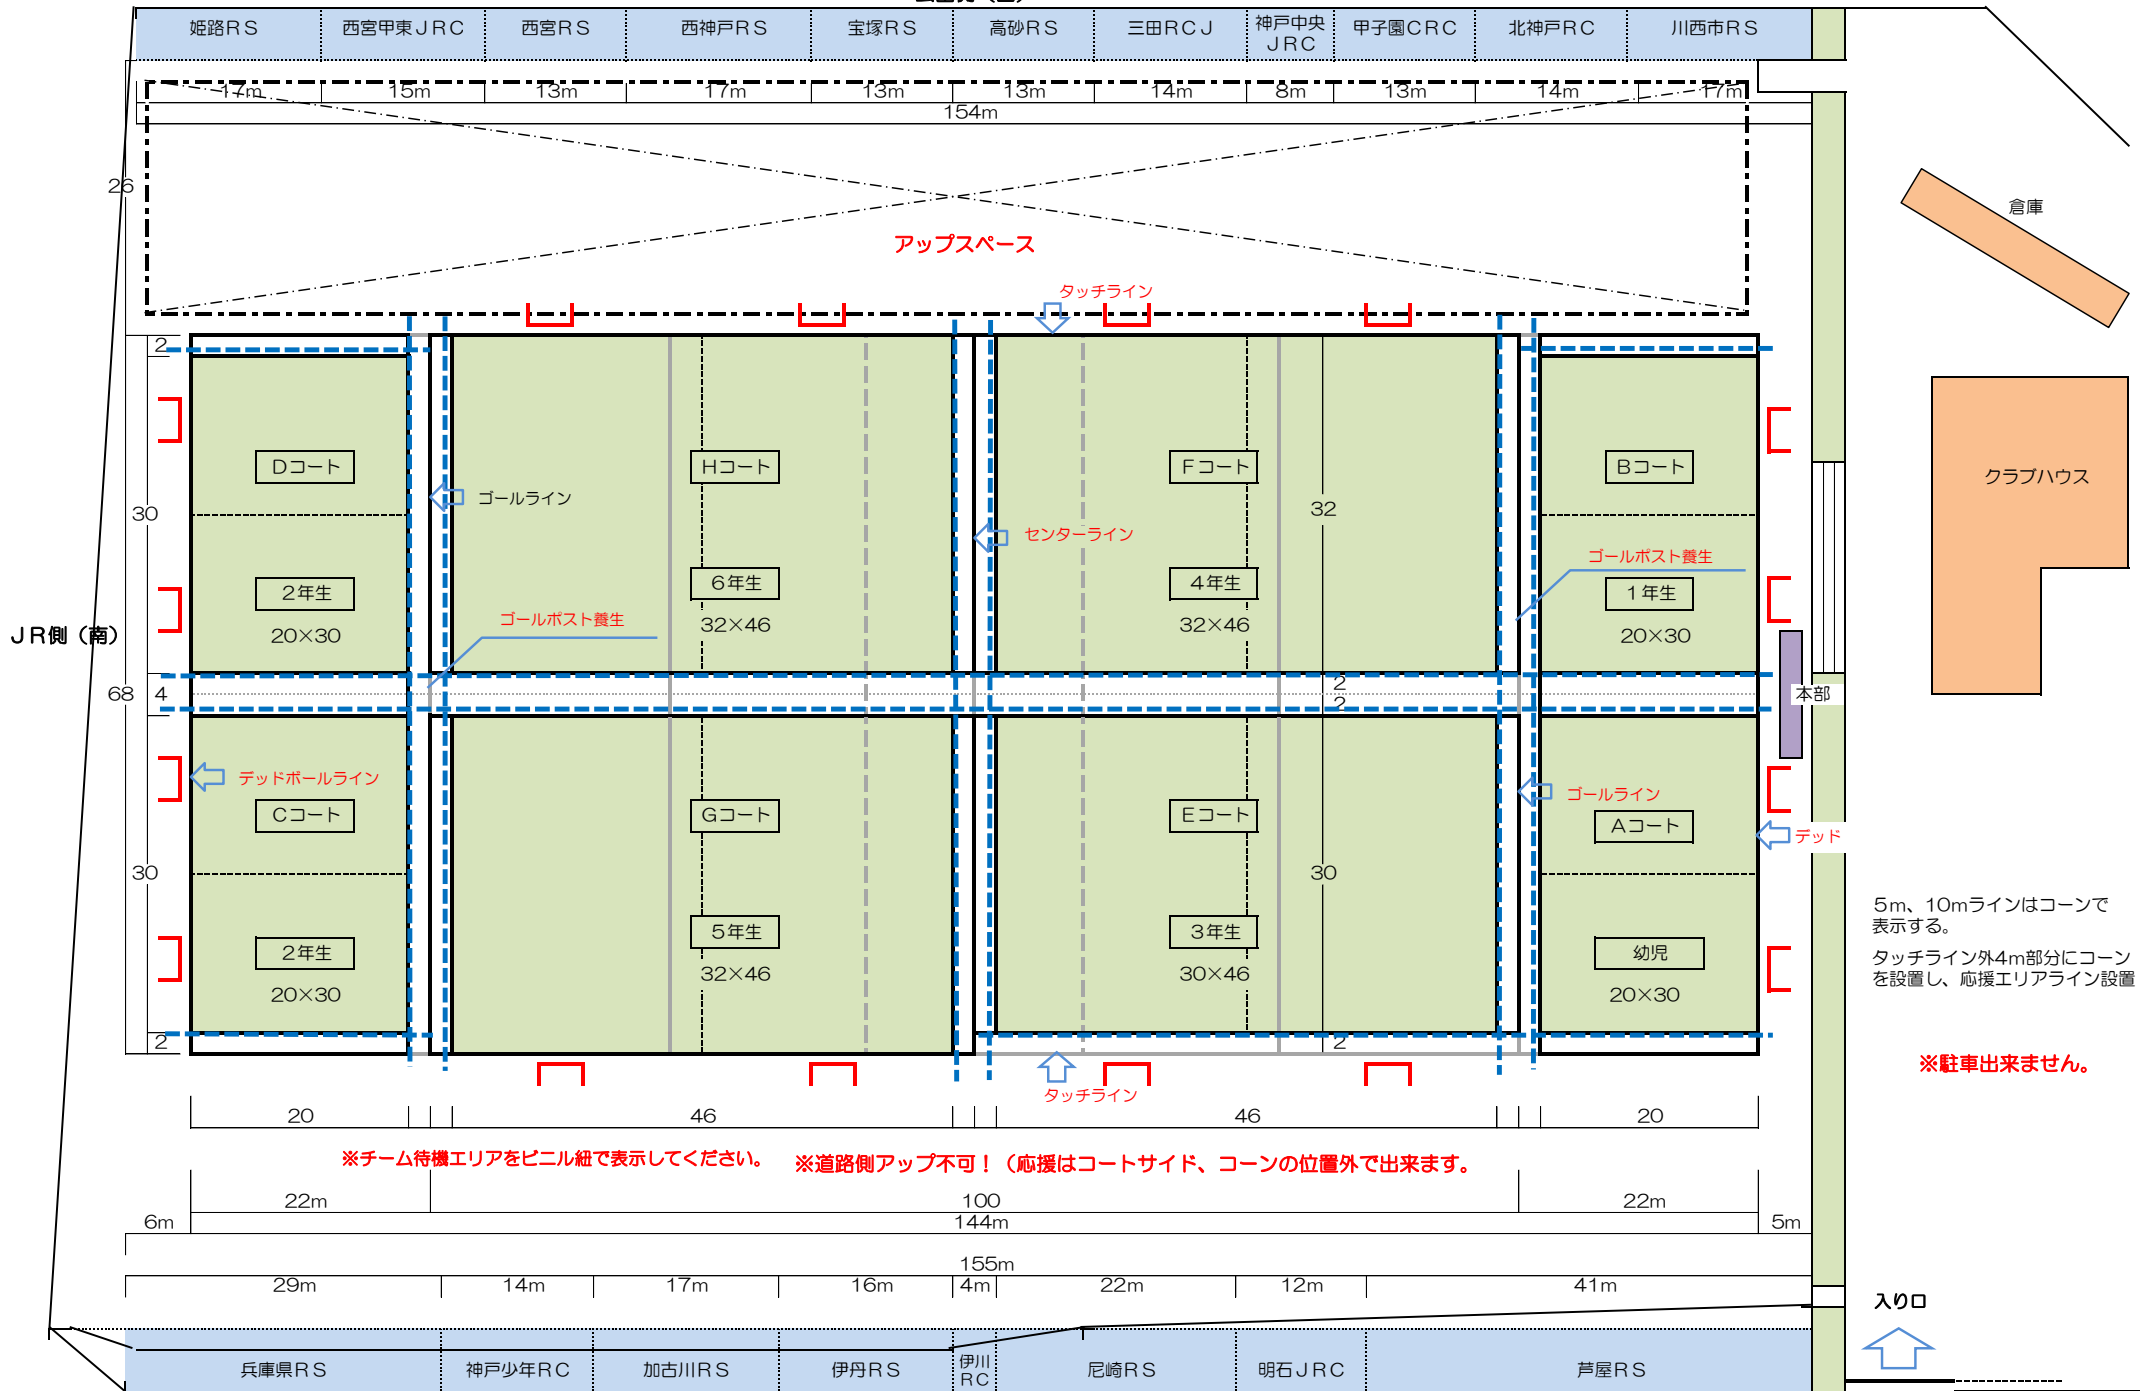 姫路ＲＳ
西宮甲東ＪＲＣ
西宮ＲＳ
西神戸ＲＳ
宝塚ＲＳ
高砂ＲＳ
三田ＲＣＪ
神戸中央
ＪＲＣ
甲子園ＣＲＣ
北神戸ＲＣ
川西市ＲＳ
17m
15m
13m
17m
13m
13m
14m
8m
13m
14m
17m
154m
26
倉庫
アップスペース
タッチライン
2
Ｄコート
Ｈコート
Ｆコート
Ｂコート
クラブハウス
ゴールライン
30
32
センターライン
ゴールポスト養生
2年生
6年生
4年生
１年生
ゴールポスト養生
20×30
32×46
32×46
20×30
ＪＲ側（南）
68
4
2
2
本部
デッドボールライン
ゴールライン
Ｃコート
Ｇコート
Ｅコート
Ａコート
デッド
30
30
5m、10mラインはコーンで
表示する。
タッチライン外4m部分にコーン
を設置し、応援エリアライン設置
2年生
5年生
3年生
幼児
20×30
32×46
30×46
20×30
2
2
※駐車出来ません。
タッチライン
20
46
46
20
※チーム待機エリアをビニル紐で表示してください。
※道路側アップ不可！（応援はコートサイド、コーンの位置外で出来ます。
22m
100
22m
6m
144m
5m
155m
29m
14m
17m
16m
4m
22m
12m
41m
入り口
兵庫県ＲＳ
神戸少年ＲＣ
加古川ＲＳ
伊丹ＲＳ
伊川
ＲＣ
尼崎ＲＳ
明石ＪＲＣ
芦屋ＲＳ